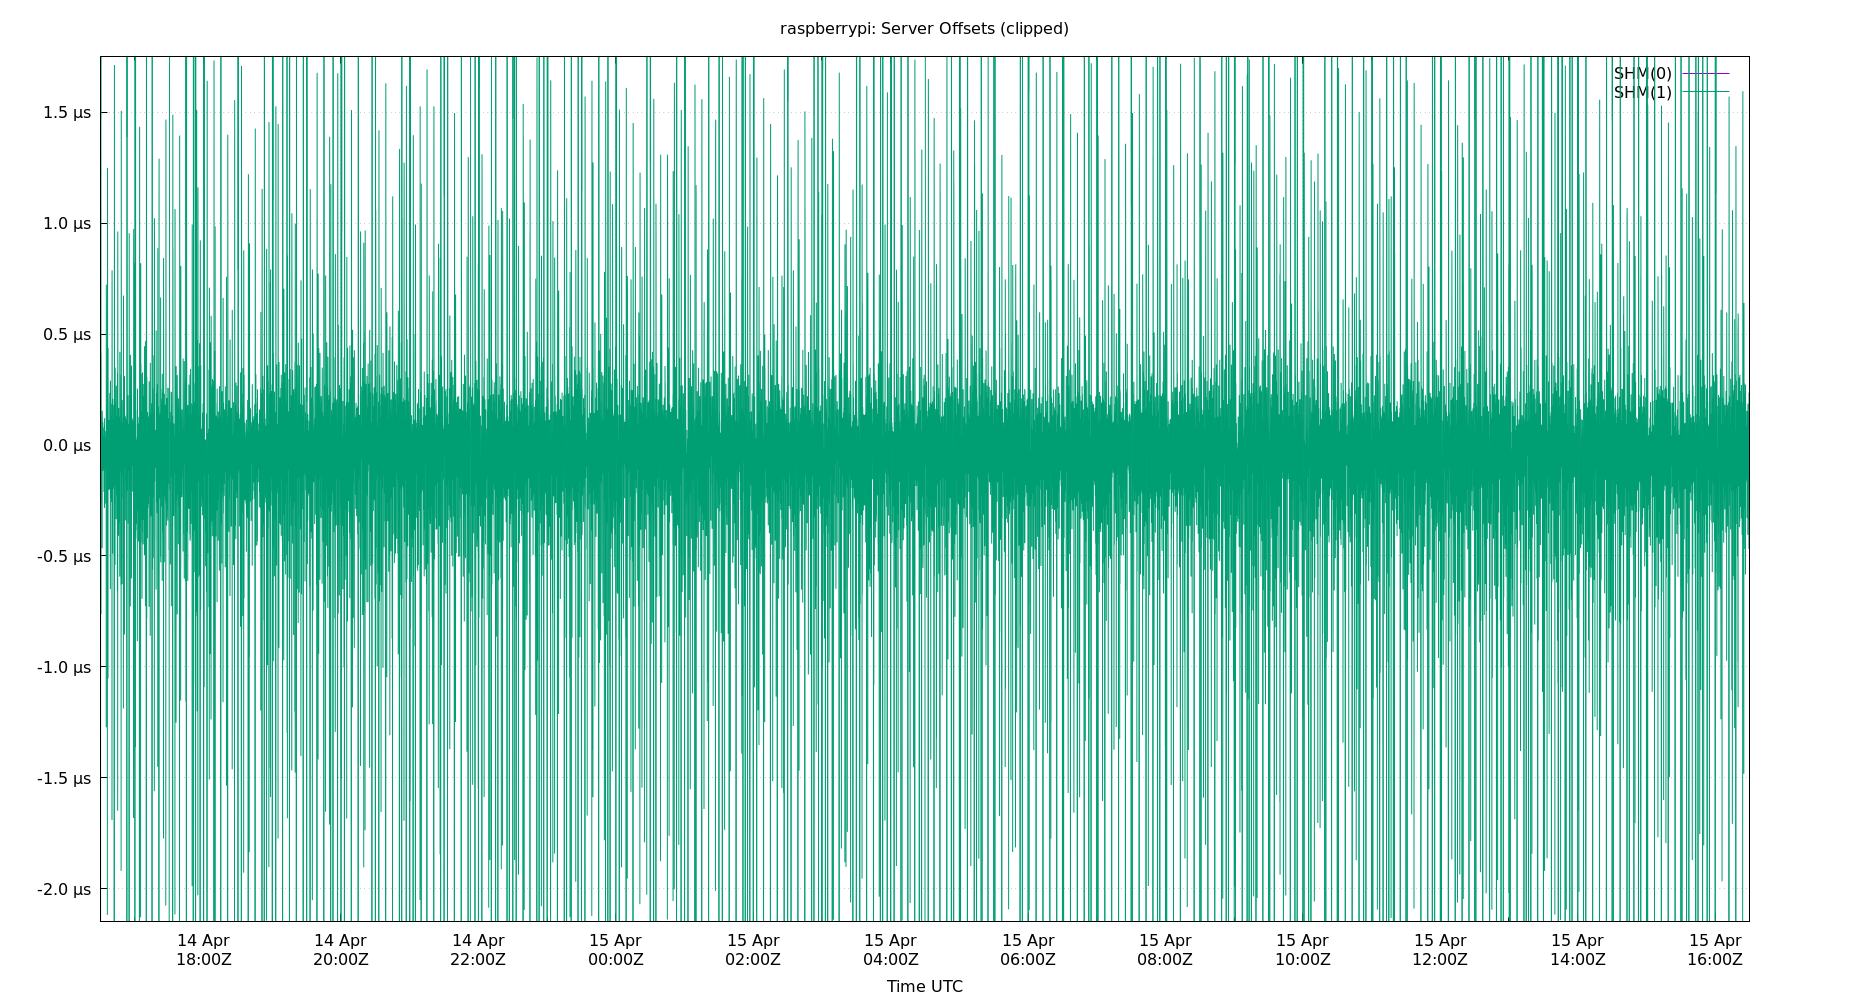 raspberrypi: Server Offsets (clipped)
SHM(0)
SHM(1)
1.5 µs
1.0 µs
0.5 µs
0.0 µs
-0.5 µs
-1.0 µs
-1.5 µs
-2.0 µs
14 Apr 14 Apr 14 Apr 15 Apr 15 Apr 15 Apr 15 Apr 15 Apr 15 Apr 15 Apr 15 Apr 15 Apr
18:00Z 20:00Z 22:00Z 00:00Z 02:00Z 04:00Z 06:00Z 08:00Z 10:00Z 12:00Z 14:00Z 16:00Z
Time UTC